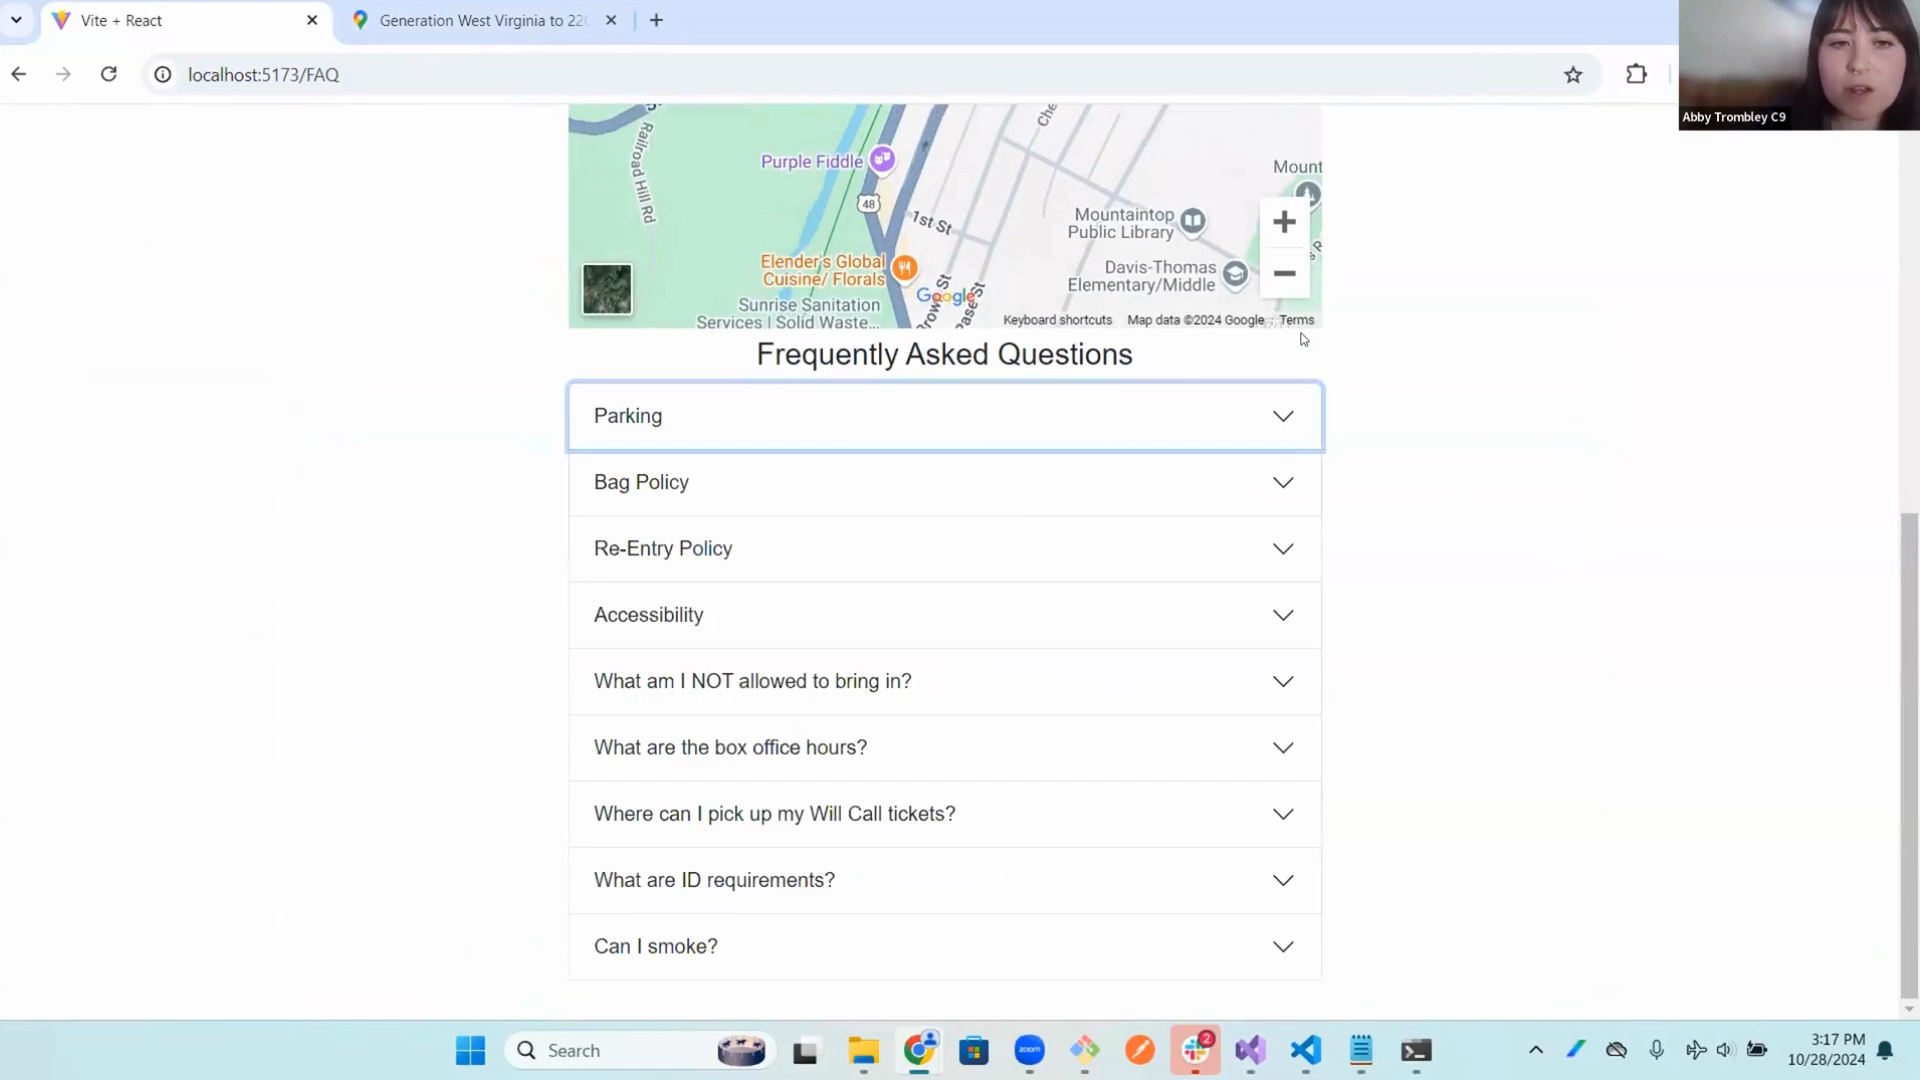 Vite + React
Generation West Virginia to 220
localhost:5173/FAQ
Abby Trombley C9
Railroad Hill Rd
Purple Fiddle
48
1st St
Mount
Mountaintop
Public Library
Elender's Global
Cuisine/ Florals
Davis-Thomas
Elementary/Middle
Sunrise Sanitation
Services | Solid Waste...
Google
Keyboard shortcuts
Map data ©2024 Google
Terms
Frequently Asked Questions
Parking
Bag Policy
Re-Entry Policy
Accessibility
What am I NOT allowed to bring in?
What are the box office hours?
Where can I pick up my Will Call tickets?
What are ID requirements?
Can I smoke?
Search
zoom
2
3:17 PM
10/28/2024